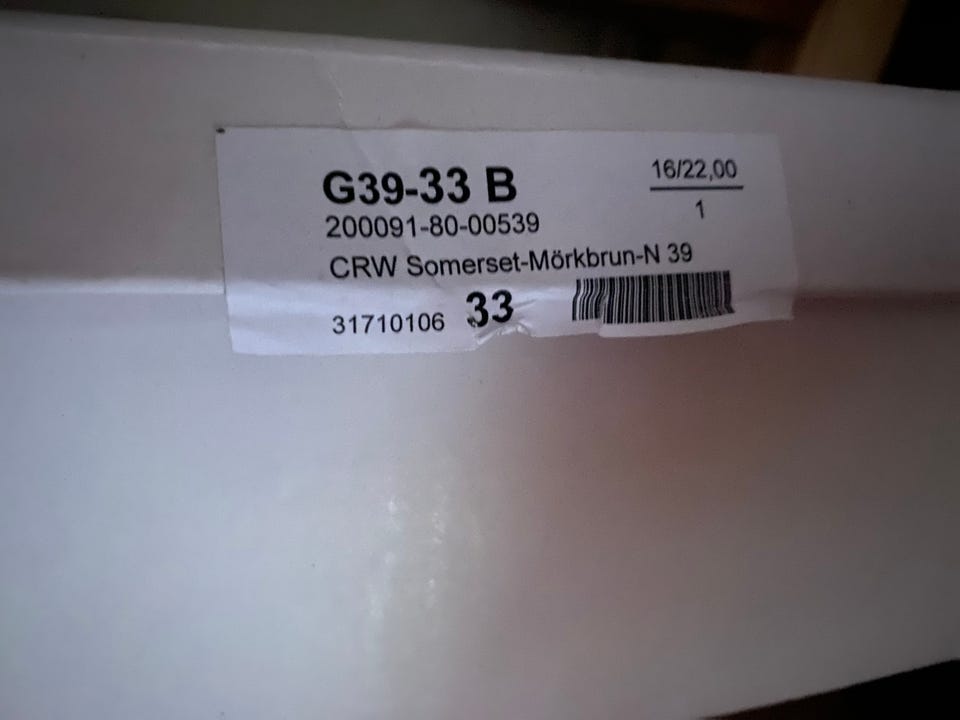 G39-33 B
16/22,00
1
200091-80-00539
CRW Somerset-Mörkbrun-N 39
31710106 33